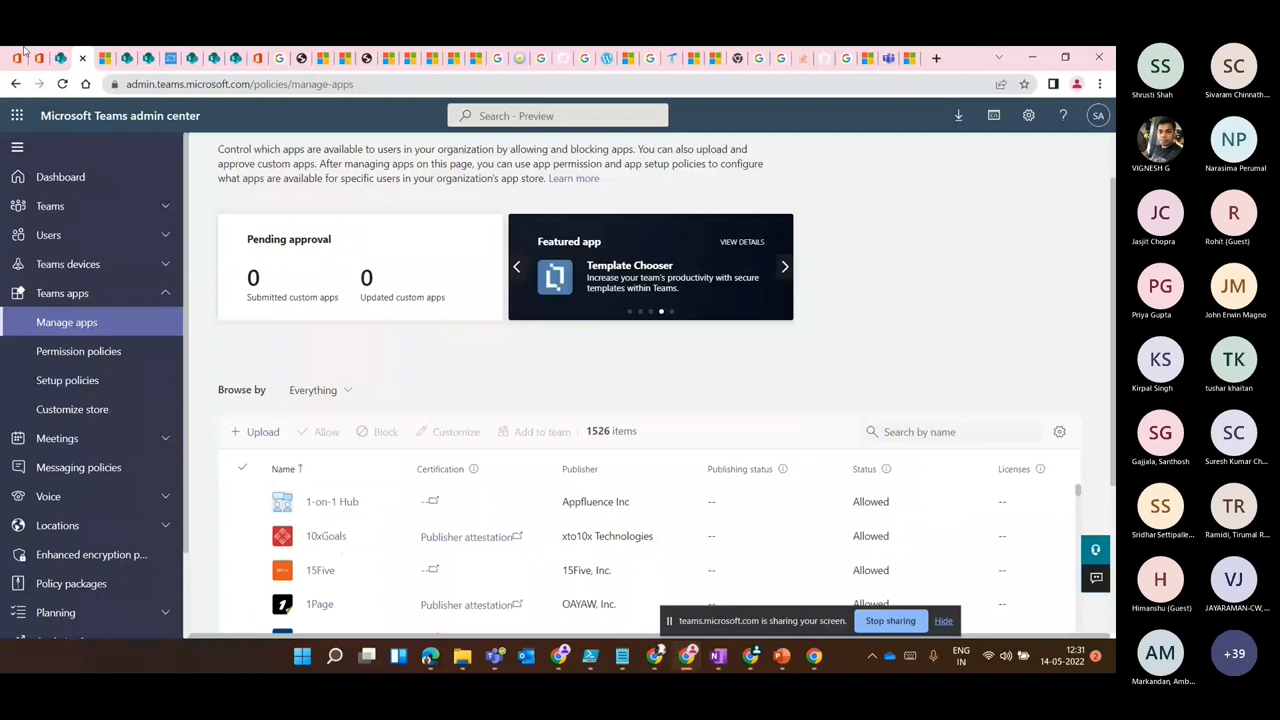 admin.teams.microsoft.com/policies/manage-apps
Microsoft Teams admin center
Search - Preview
SA
Dashboard
Teams
Users
Teams devices
Teams apps
Manage apps
Permission policies
Setup policies
Customize store
Meetings
Messaging policies
Voice
Locations
Enhanced encryption p...
Policy packages
Planning
Control which apps are available to users in your organization by allowing and blocking apps. You can also upload and
approve custom apps. After managing apps on this page, you can use app permission and app setup policies to configure
what apps are available for specific users in your organization's app store. Learn more
Pending approval
0 0
Submitted custom apps Updated custom apps
Featured app VIEW DETAILS
Template Chooser
Increase your team's productivity with secure
templates within Teams.
Browse by Everything
Upload Allow Block Customize Add to team 1526 items Search by name
Name Certification Publisher Publishing status Status Licenses
1-on-1 Hub -- Appfluence Inc -- Allowed --
10xGoals Publisher attestation xto10x Technologies -- Allowed --
15Five -- 15Five, Inc. -- Allowed --
1Page Publisher attestation OAYAW, Inc. -- Allowed --
teams.microsoft.com is sharing your screen. Stop sharing Hide
ENG
IN
12:31
14-05-2022
2
SS SC
Shrusti Shah Sivaram Chinnath...
NP
VIGNESH G Narasima Perumal
JC R
Jasjit Chopra Rohit (Guest)
PG JM
Priya Gupta John Erwin Magno
KS TK
Kirpal Singh tushar khaitan
SG SC
Gajjala, Santhosh Suresh Kumar Ch...
SS TR
Sridhar Settipalle... Ramidi, Tirumal R...
H VJ
Himanshu (Guest) JAYARAMAN-CW, ...
AM +39
Markandan, Amb...